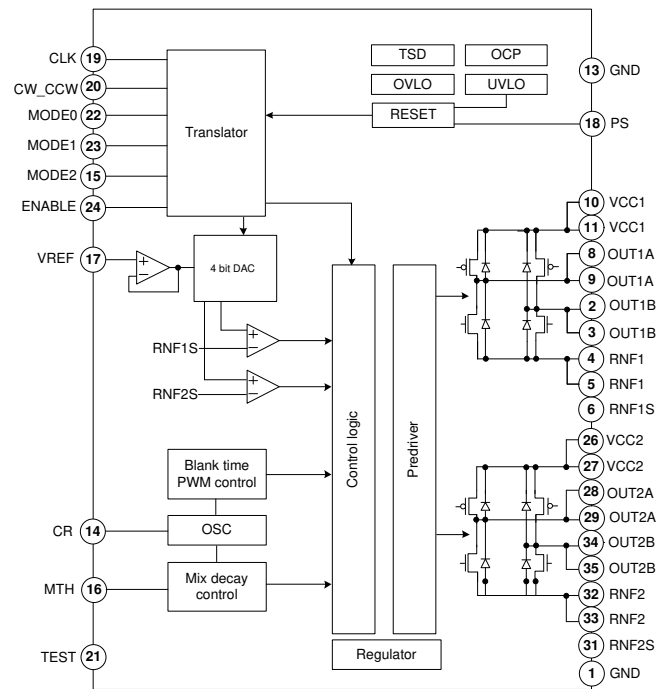 CLK 19
CW_CCW 20
MODE0 22
MODE1 23
MODE2 15
ENABLE 24
VREF 17
CR 14
MTH 16
TEST 21
Translator
TSD
OCP
OVLO
UVLO
RESET
4 bit DAC
+
−
RNF1S
+
−
RNF2S
+
−
Blank time
PWM control
OSC
Mix decay
control
Control logic
Predriver
Regulator
13 GND
18 PS
10 VCC1
11 VCC1
8 OUT1A
9 OUT1A
2 OUT1B
3 OUT1B
4 RNF1
5 RNF1
6 RNF1S
26 VCC2
27 VCC2
28 OUT2A
29 OUT2A
34 OUT2B
35 OUT2B
32 RNF2
33 RNF2
31 RNF2S
1 GND